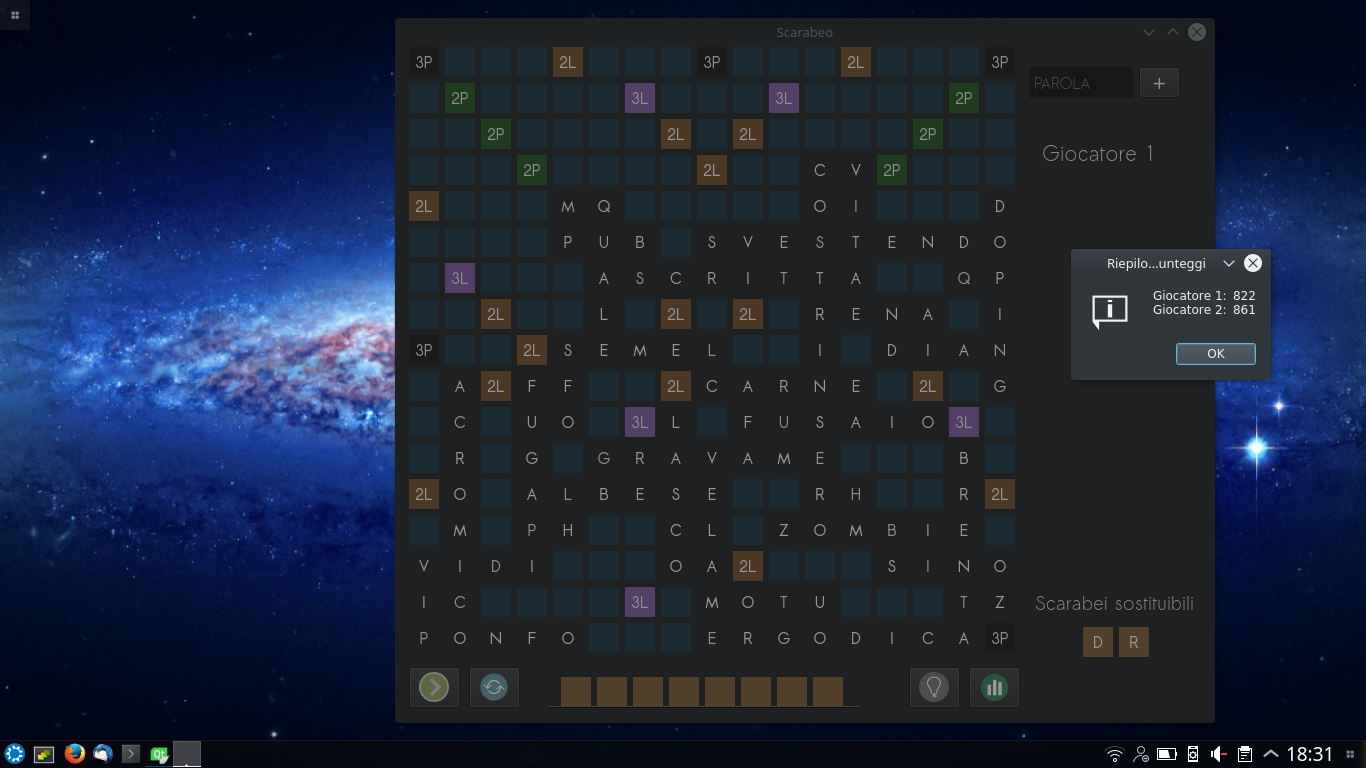 Scarabeo
3P 2L 3P 2L 3P
2P 3L 3L 2P
PAROLA +
2P 2L 2L 2P
Giocatore 1
2P 2L C V 2P
2L M Q O I D
P U B S V E S T E N D O
3L A S C R I T T A Q P
2L L 2L 2L R E N A I
3P 2L S E M E L I D I A N
A 2L F F 2L C A R N E 2L G
C U O 3L L F U S A I O 3L
R G G R A V A M E B
2L O A L B E S E R H R 2L
M P H C L Z O M B I E
V I D I O A 2L S I N O
I C 3L M O T U T Z
P O N F O E R G O D I C A 3P
Riepilo...unteggi
Giocatore 1: 822
Giocatore 2: 861
OK
Scarabei sostituibili
D R
Qt
18:31